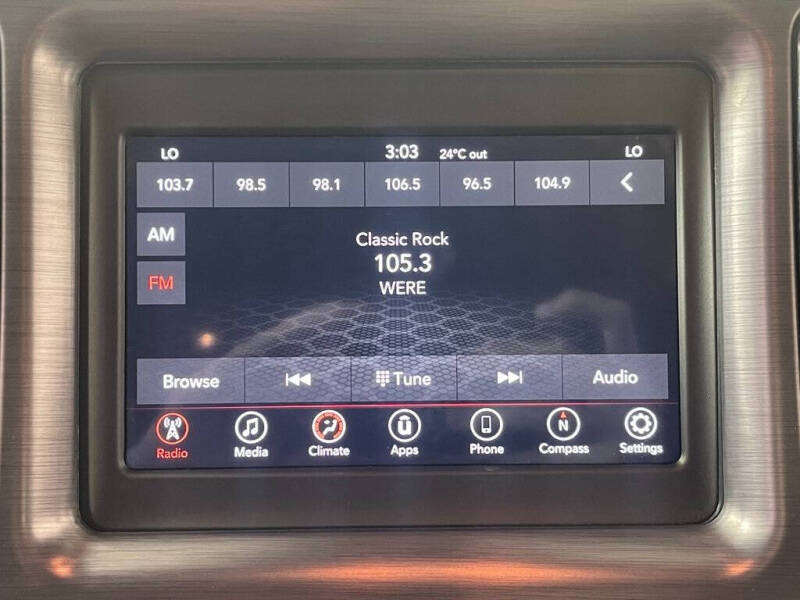 LO 3:03 24°C out LO
103.7 98.5 98.1 106.5 96.5 104.9
AM
FM
Classic Rock
105.3
WERE
Browse Tune Audio
N
Radio Media Climate Apps Phone Compass Settings